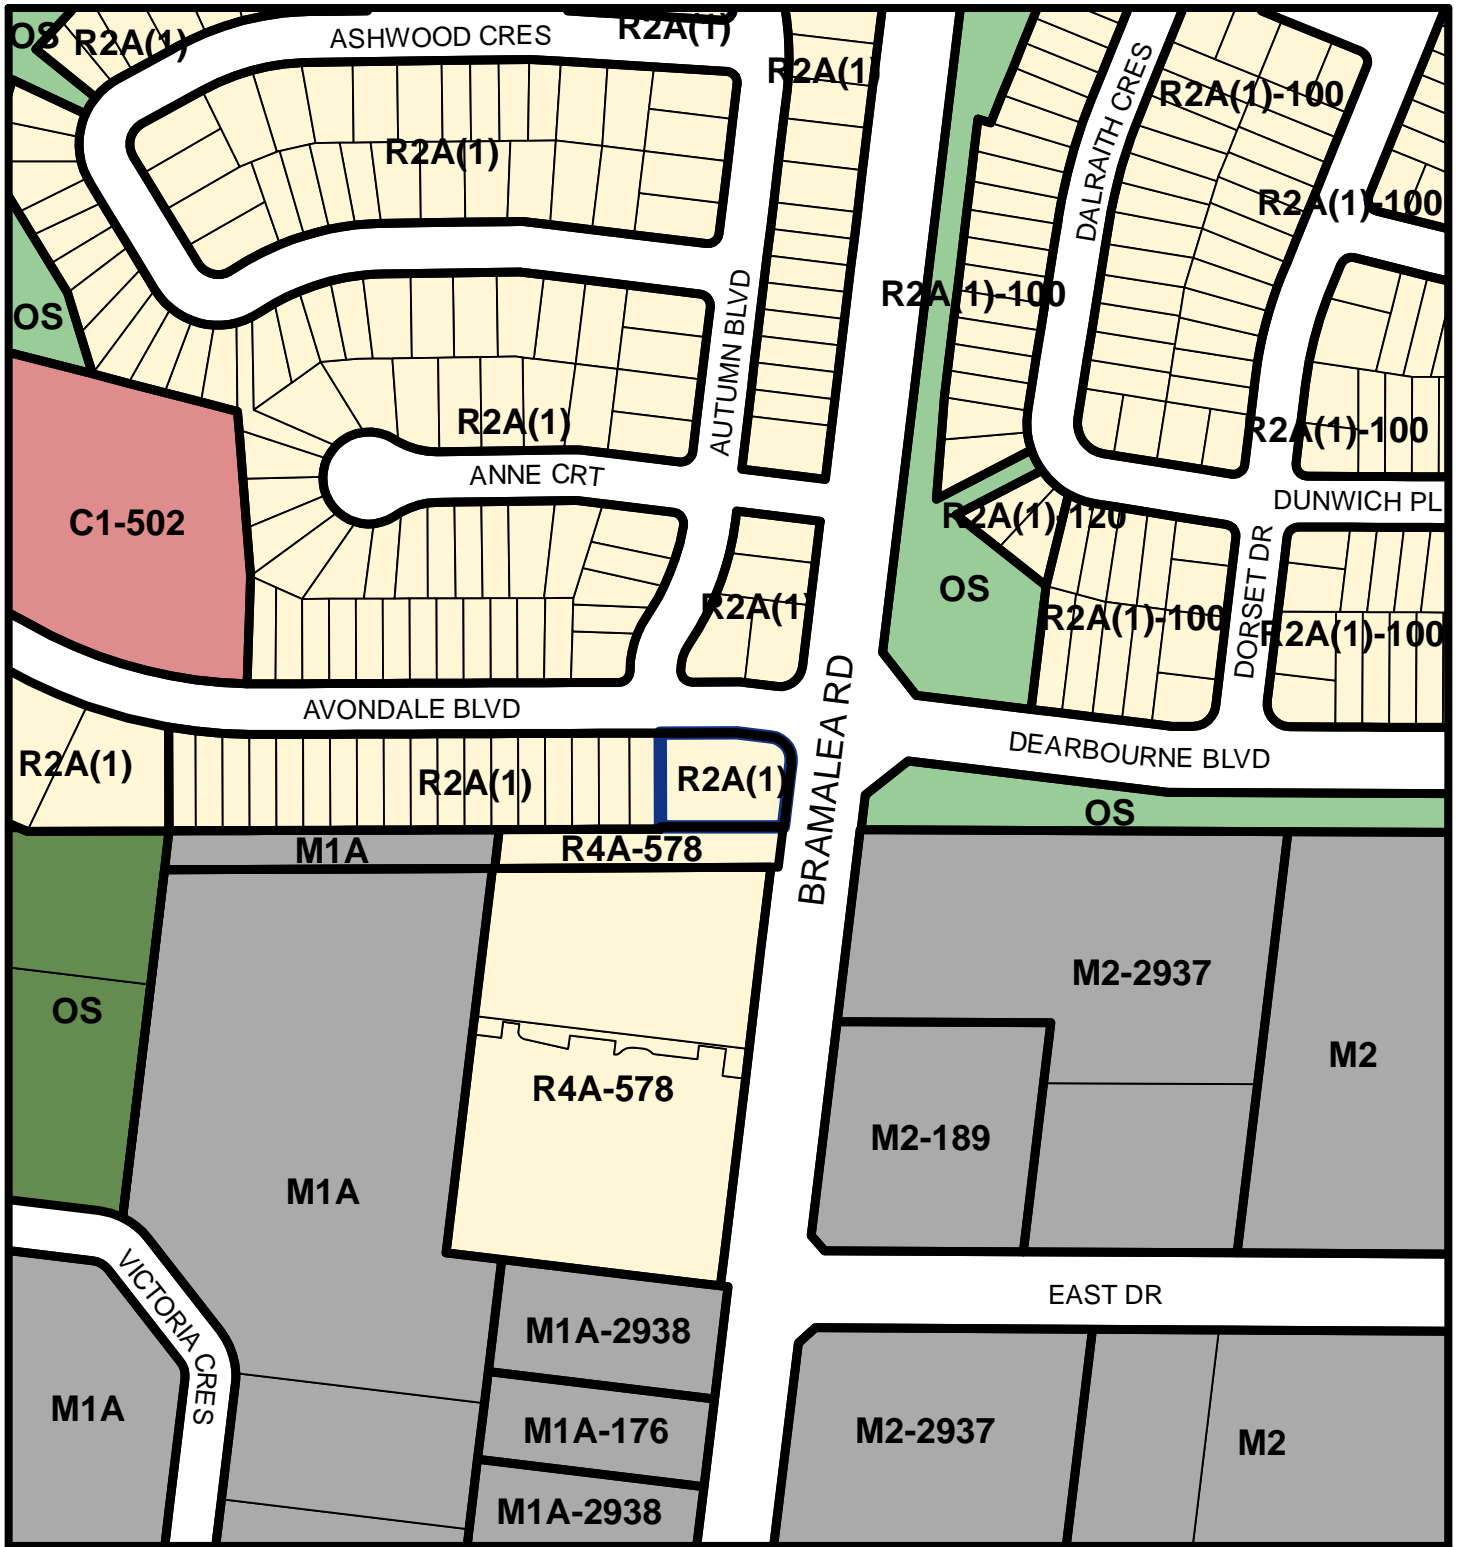 OS
R2A(1)
ASHWOOD CRES
R2A(1)
R2A(1)
DALRAITH CRES
R2A(1)-100
R2A(1)
R2A(1)-100
R2A(1)-100
OS
AUTUMN BLVD
R2A(1)
R2A(1)-100
ANNE CRT
DUNWICH PL
C1-502
R2A(1)-120
DORSET DR
OS
R2A(1)
R2A(1)-100
R2A(1)-100
AVONDALE BLVD
BRAMALEA RD
DEARBOURNE BLVD
R2A(1)
R2A(1)
R2A(1)
OS
M1A
R4A-578
M2-2937
OS
M2
R4A-578
M2-189
M1A
EAST DR
VICTORIA CRES
M1A-2938
M1A
M1A-176
M2-2937
M2
M1A-2938